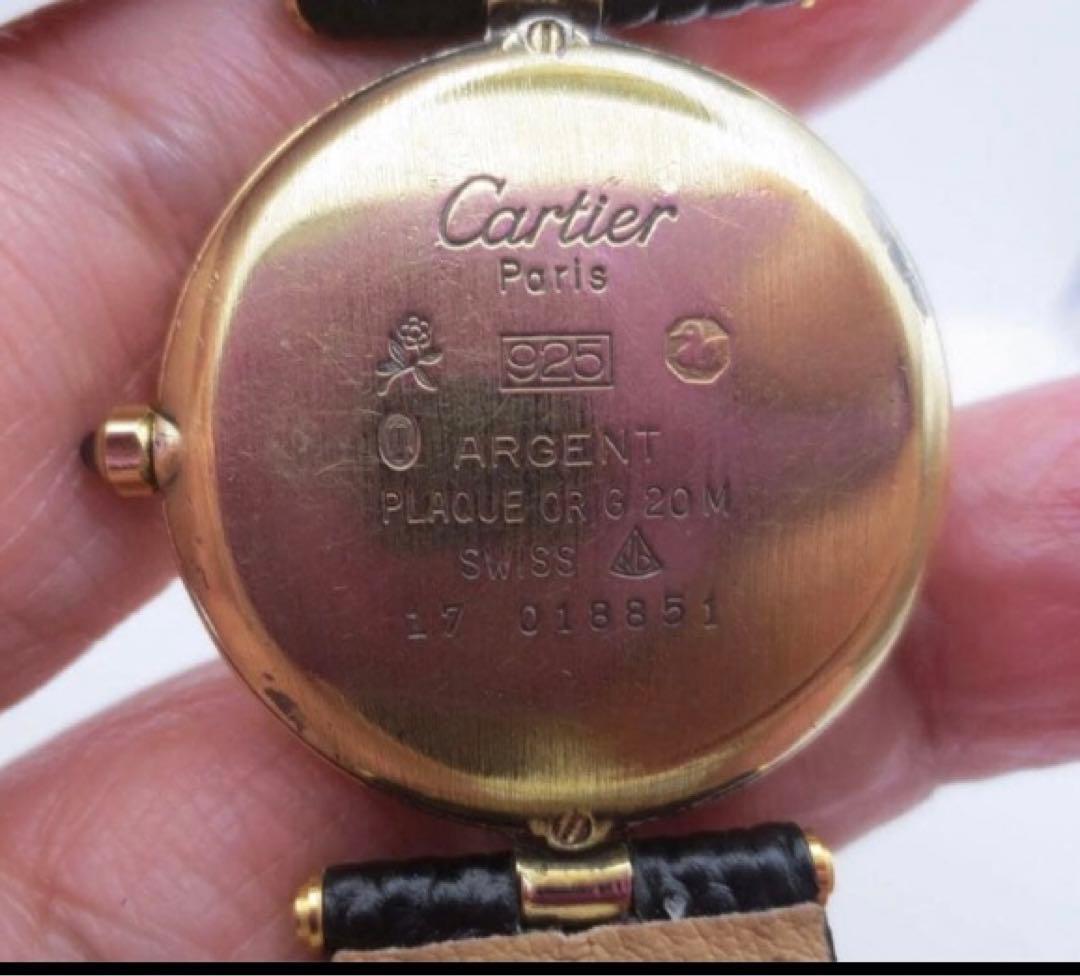 Cartier
Paris
925
ARGENT
PLAQUE OR G 20 M
SWISS
17 018851